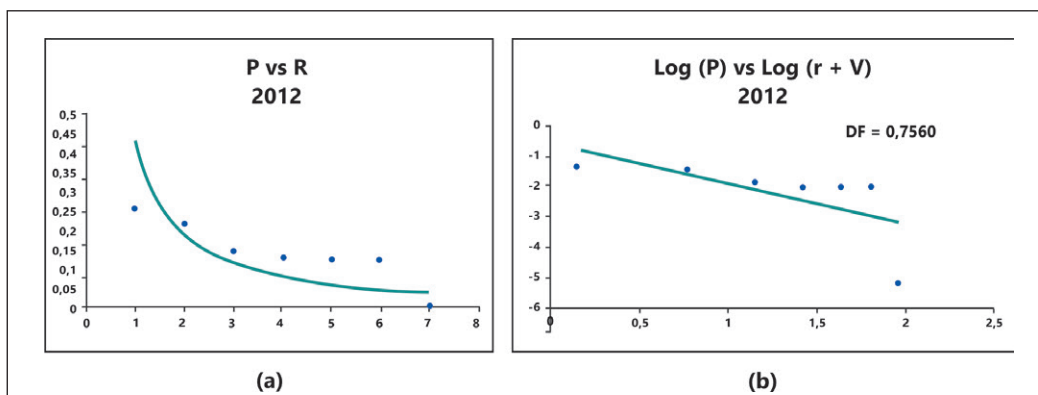 P vs R
2012
0,5
0,45
0,4
0,35
0,3
0,25
0,2
0,15
0,1
0,05
0
0 1 2 3 4 5 6 7 8
(a)
Log (P) vs Log (r + V)
2012
DF = 0,7560
0
-1
-2
-3
-4
-5
-6
0 0,5 1 1,5 2 2,5
(b)